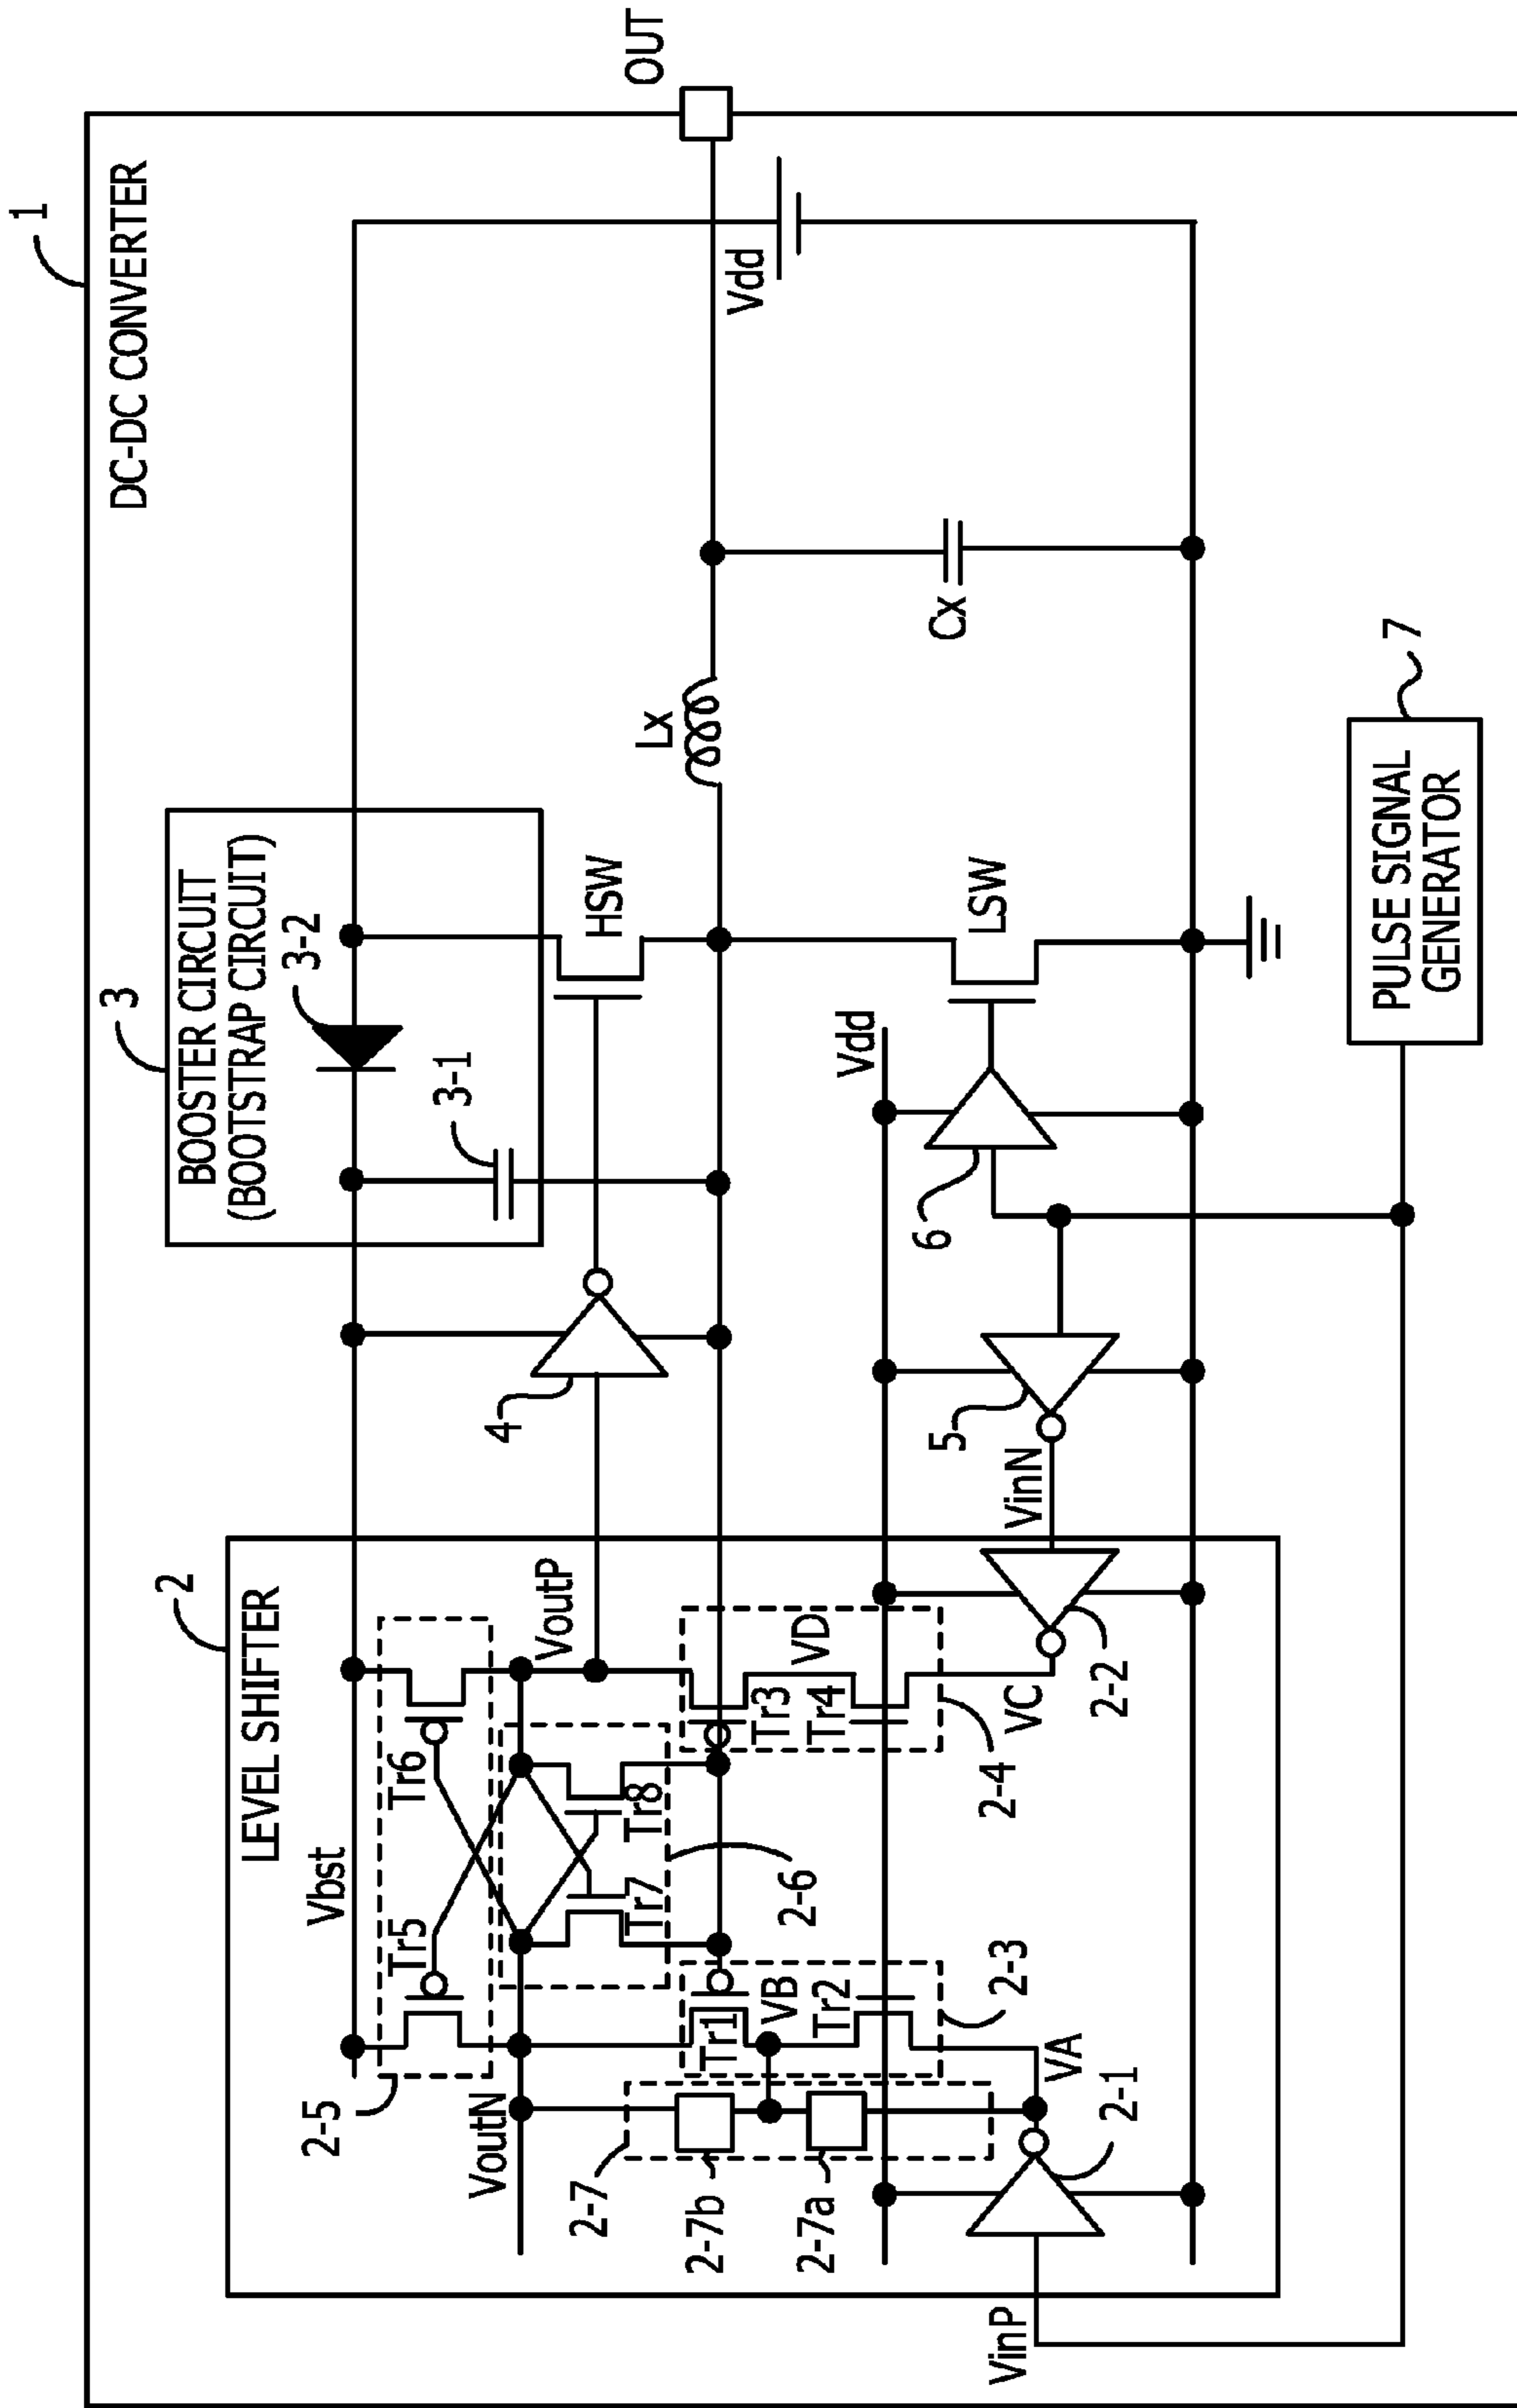 1
DC-DC CONVERTER
OUT
2
LEVEL SHIFTER
3
BOOSTER CIRCUIT
(BOOTSTRAP CIRCUIT)
3-2
3-1
Vbst
2-5
Tr5
Tr6
VoutN
VoutP
4
HSW
Lx
Vdd
2-7
Tr7
Tr8
2-7b
Tr1
VB
2-6
Tr3
VD
2-7a
Tr2
Tr4
Vdd
2-3
2-4
6
LSW
Cx
VinP
VA
2-1
VC
2-2
VinN
5
PULSE SIGNAL
GENERATOR
7